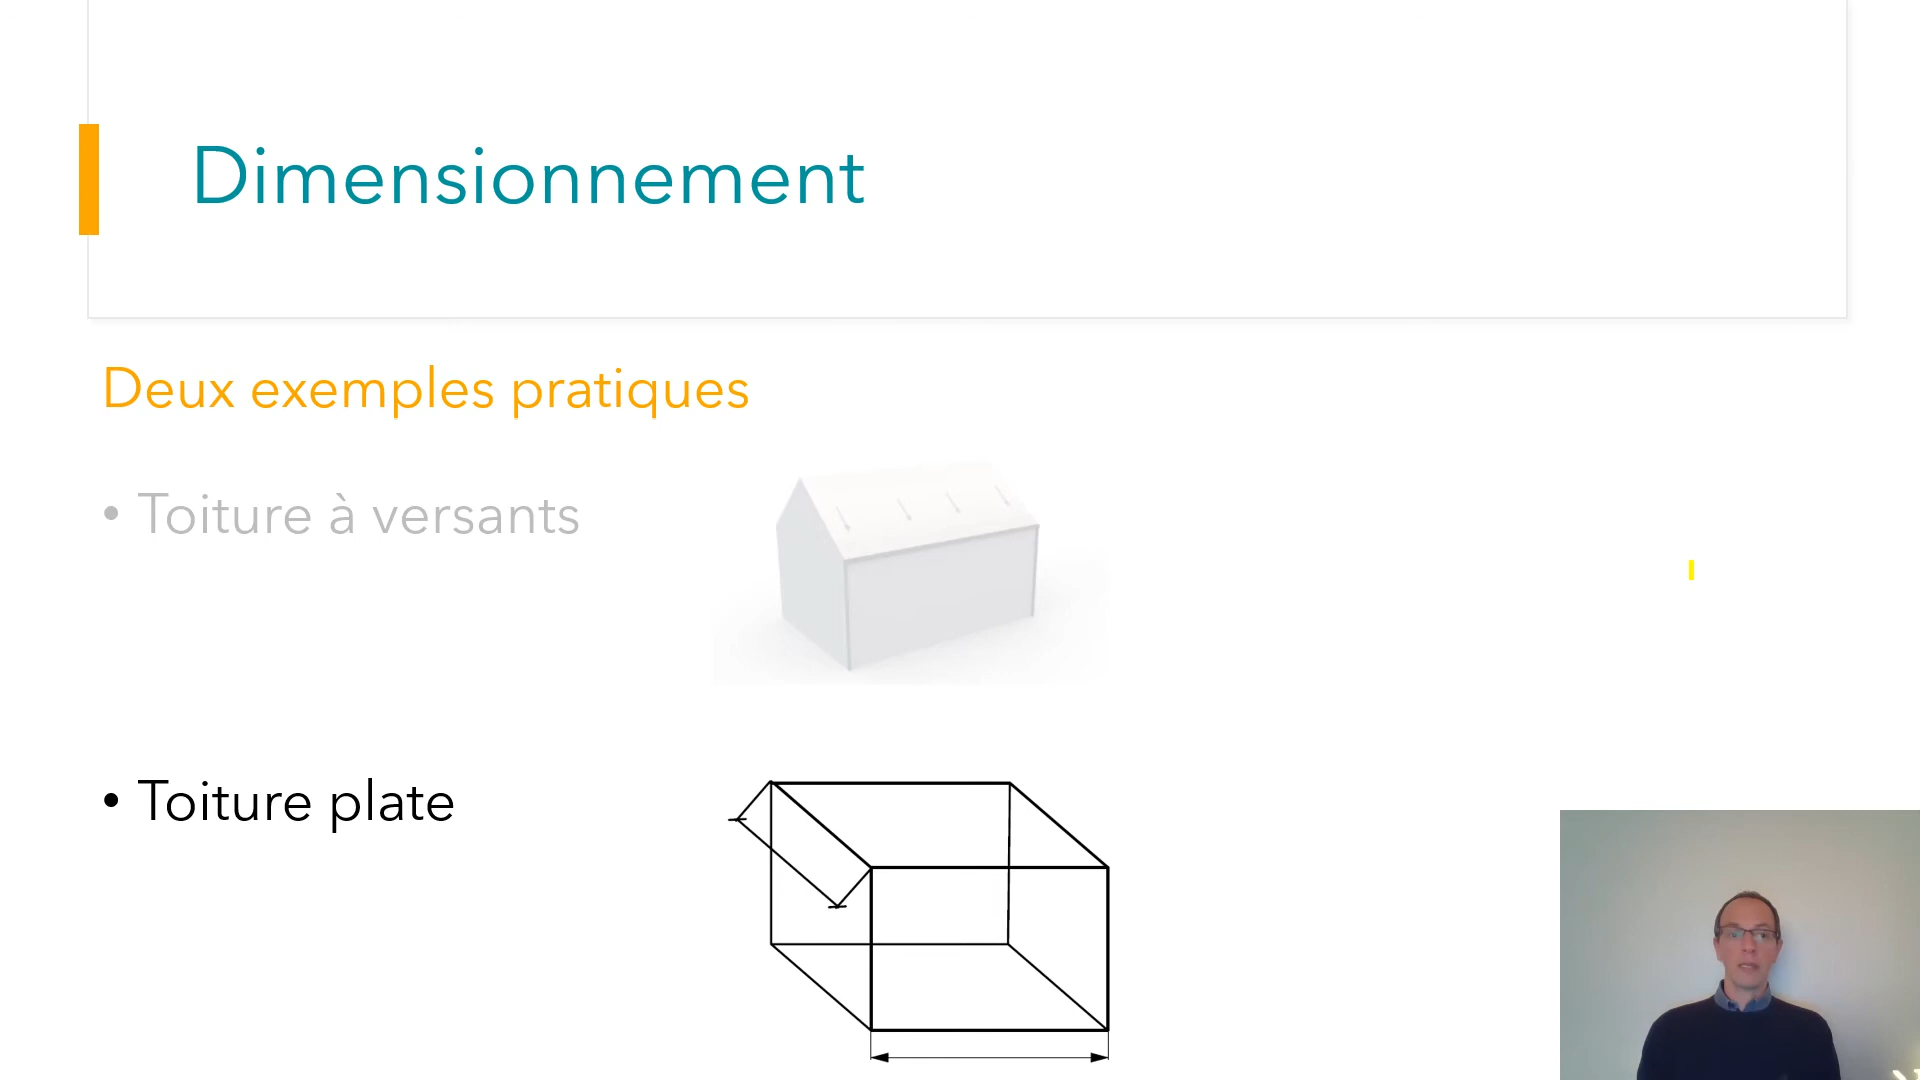 Dimensionnement
Deux exemples pratiques
• Toiture à versants
• Toiture plate